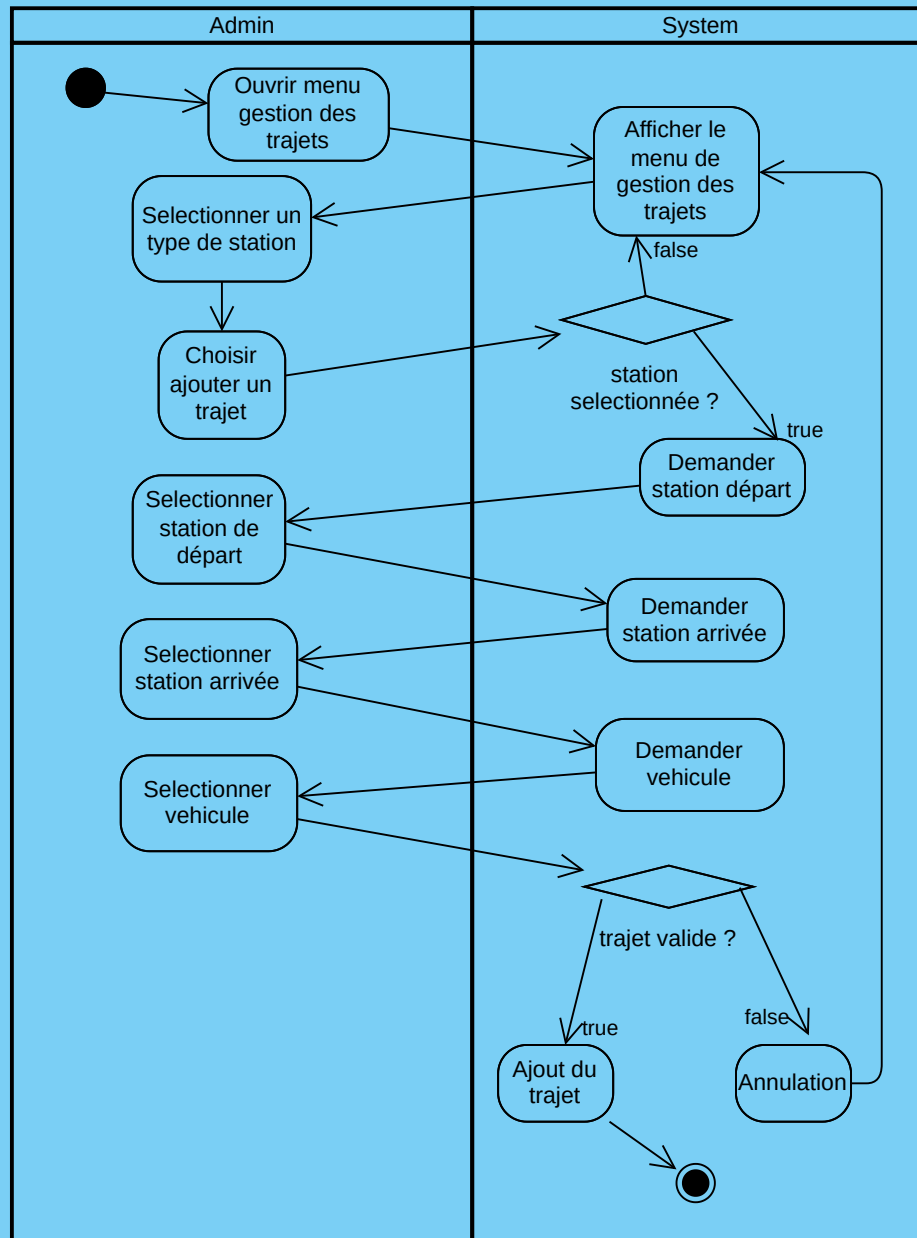 Admin
System
Ouvrir menu
gestion des
trajets
Afficher le
menu de
gestion des
trajets
Selectionner un
type de station
false
Choisir
ajouter un
trajet
station
selectionnée ?
true
Demander
station départ
Selectionner
station de
départ
Demander
station arrivée
Selectionner
station arrivée
Demander
vehicule
Selectionner
vehicule
trajet valide ?
true
false
Ajout du
trajet
Annulation